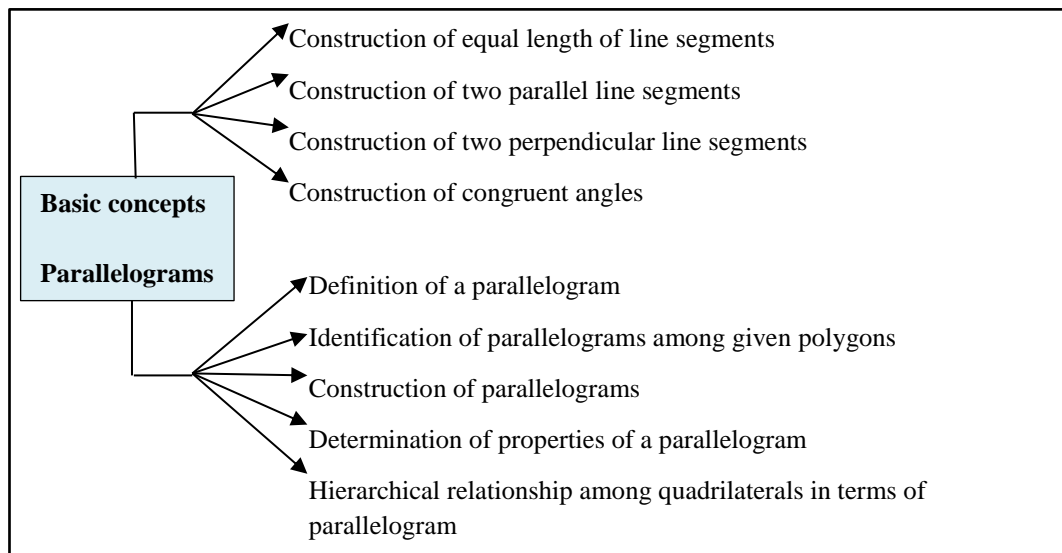 Construction of equal length of line segments
Construction of two parallel line segments
Construction of two perpendicular line segments
Construction of congruent angles
Basic concepts
Parallelograms
Definition of a parallelogram
Identification of parallelograms among given polygons
Construction of parallelograms
Determination of properties of a parallelogram
Hierarchical relationship among quadrilaterals in terms of
parallelogram